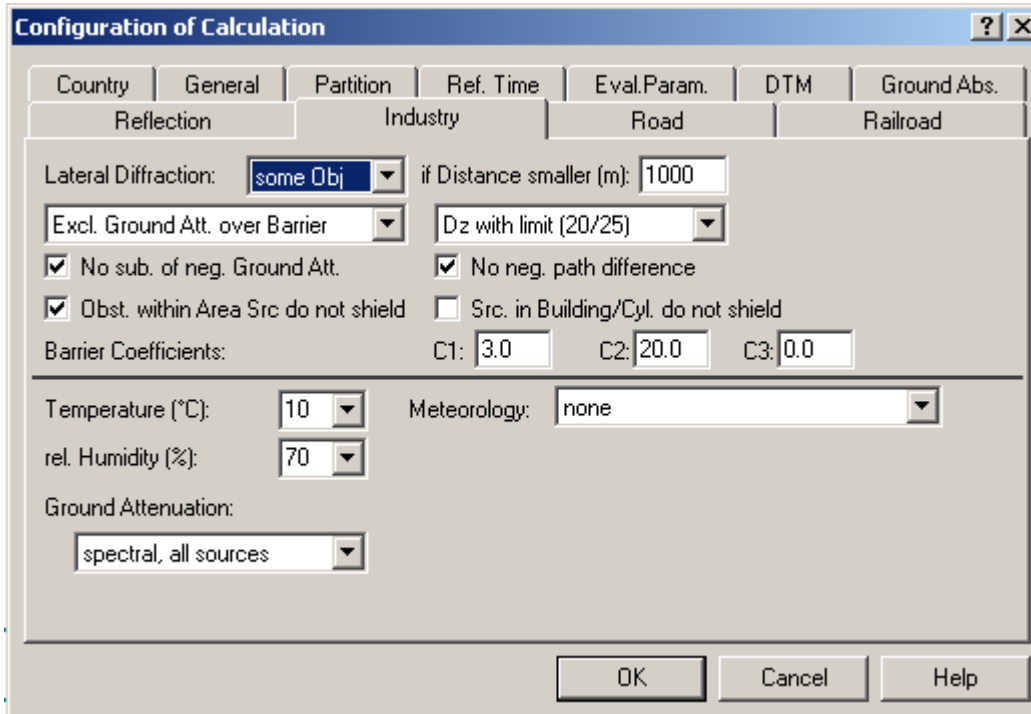 Configuration of Calculation
Country General Partition Ref. Time Eval.Param. DTM Ground Abs.
Reflection Industry Road Railroad
Lateral Diffraction: some Obj if Distance smaller (m): 1000
Excl. Ground Att. over Barrier Dz with limit (20/25)
No sub. of neg. Ground Att. No neg. path difference
Obst. within Area Src do not shield Src. in Building/Cyl. do not shield
Barrier Coefficients: C1: 3.0 C2: 20.0 C3: 0.0
Temperature (°C): 10 Meteorology: none
rel. Humidity (%): 70
Ground Attenuation:
spectral, all sources
OK Cancel Help